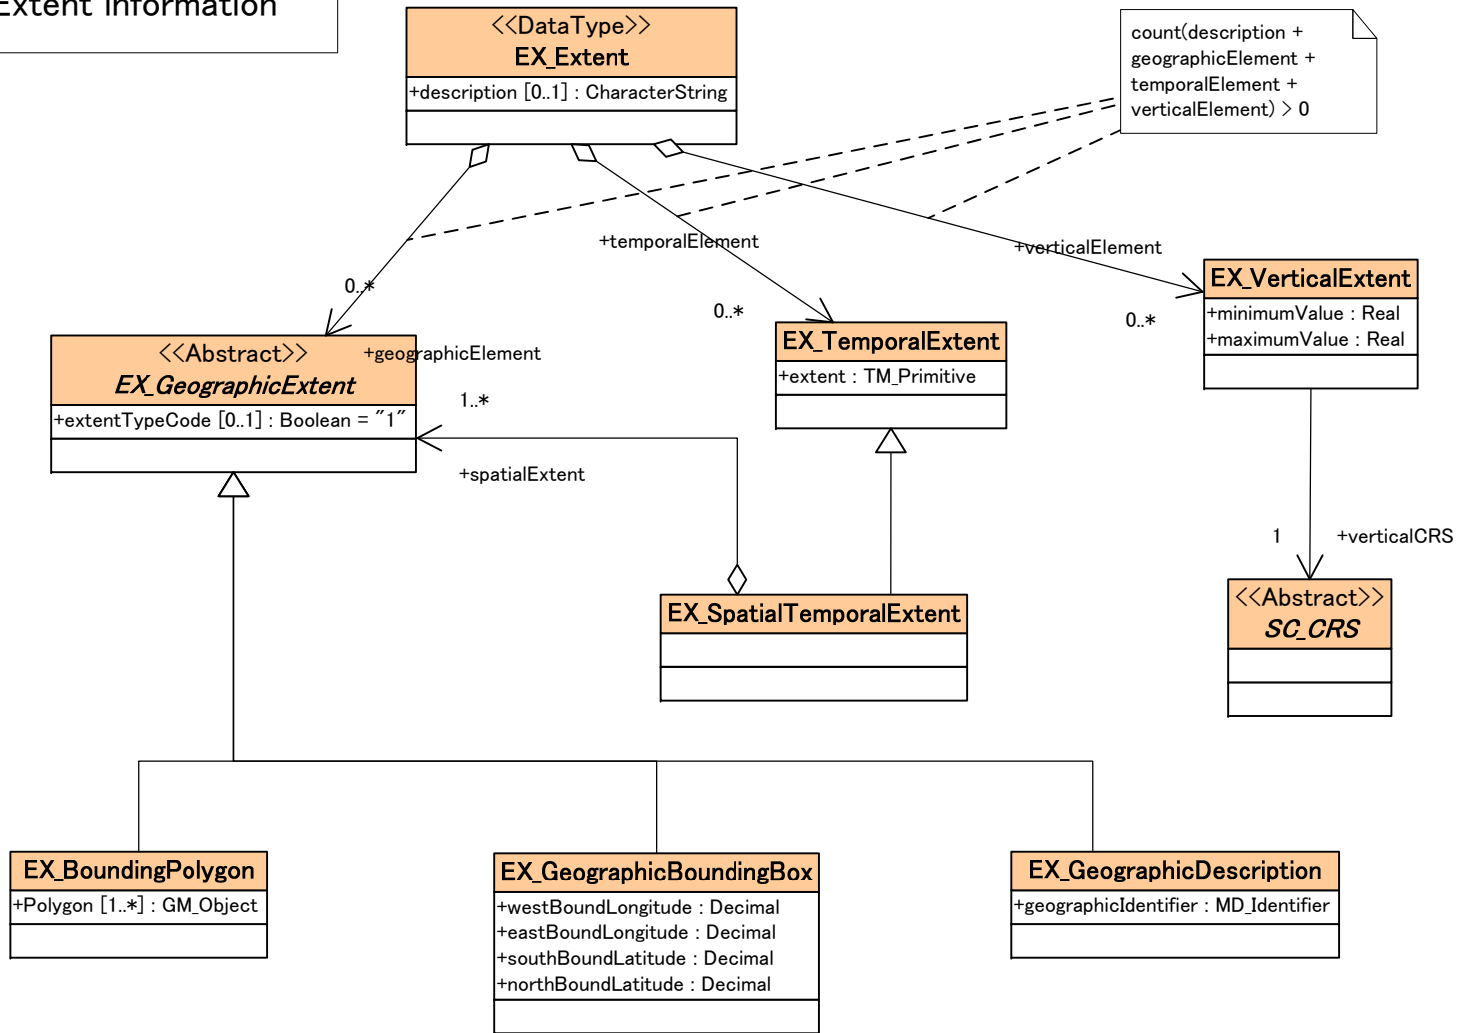 Extent information
<<DataType>>
EX_Extent
+description [0..1] : CharacterString
count(description +
geographicElement +
temporalElement +
verticalElement) > 0
+temporalElement
+verticalElement
0..*
0..*
0..*
+geographicElement
<<Abstract>>
EX_GeographicExtent
+extentTypeCode [0..1] : Boolean = "1"
1..*
+spatialExtent
EX_TemporalExtent
+extent : TM_Primitive
EX_VerticalExtent
+minimumValue : Real
+maximumValue : Real
1
+verticalCRS
EX_SpatialTemporalExtent
<<Abstract>>
SC_CRS
EX_BoundingPolygon
+Polygon [1..*] : GM_Object
EX_GeographicBoundingBox
+westBoundLongitude : Decimal
+eastBoundLongitude : Decimal
+southBoundLatitude : Decimal
+northBoundLatitude : Decimal
EX_GeographicDescription
+geographicIdentifier : MD_Identifier